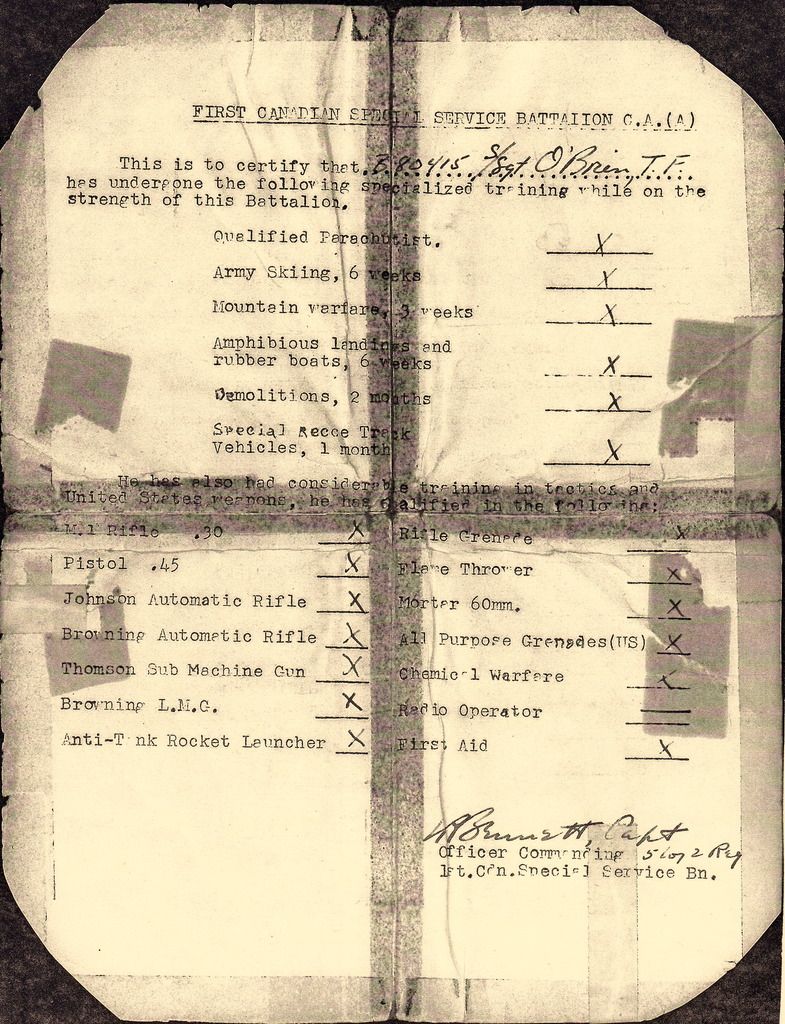 FIRST CANADIAN SPECIAL SERVICE BATTALION C.A.(A)
This is to certify that B 80415 S/Sgt O'Brien, T.F.
has undergone the following specialized training while on the
strength of this Battalion.
Qualified Parachutist. X
Army Skiing, 6 weeks X
Mountain warfare, 3 weeks X
Amphibious landings and
rubber boats, 6 weeks X
Demolitions, 2 months X
Special Recce Track
Vehicles, 1 month X
He has also had considerable training in tactics and
United States weapons, he has qualified in the following:
M.1 Rifle .30 X Rifle Grenade X
Pistol .45 X Flame Thrower X
Johnson Automatic Rifle X Mortar 60mm. X
Browning Automatic Rifle X All Purpose Grenades(US) X
Thomson Sub Machine Gun X Chemical Warfare X
Browning L.M.G. X Radio Operator
Anti-Tank Rocket Launcher X First Aid X
Bennett, Capt
Officer Commanding 5 Coy 2 Reg
1st.Cdn.Special Service Bn.